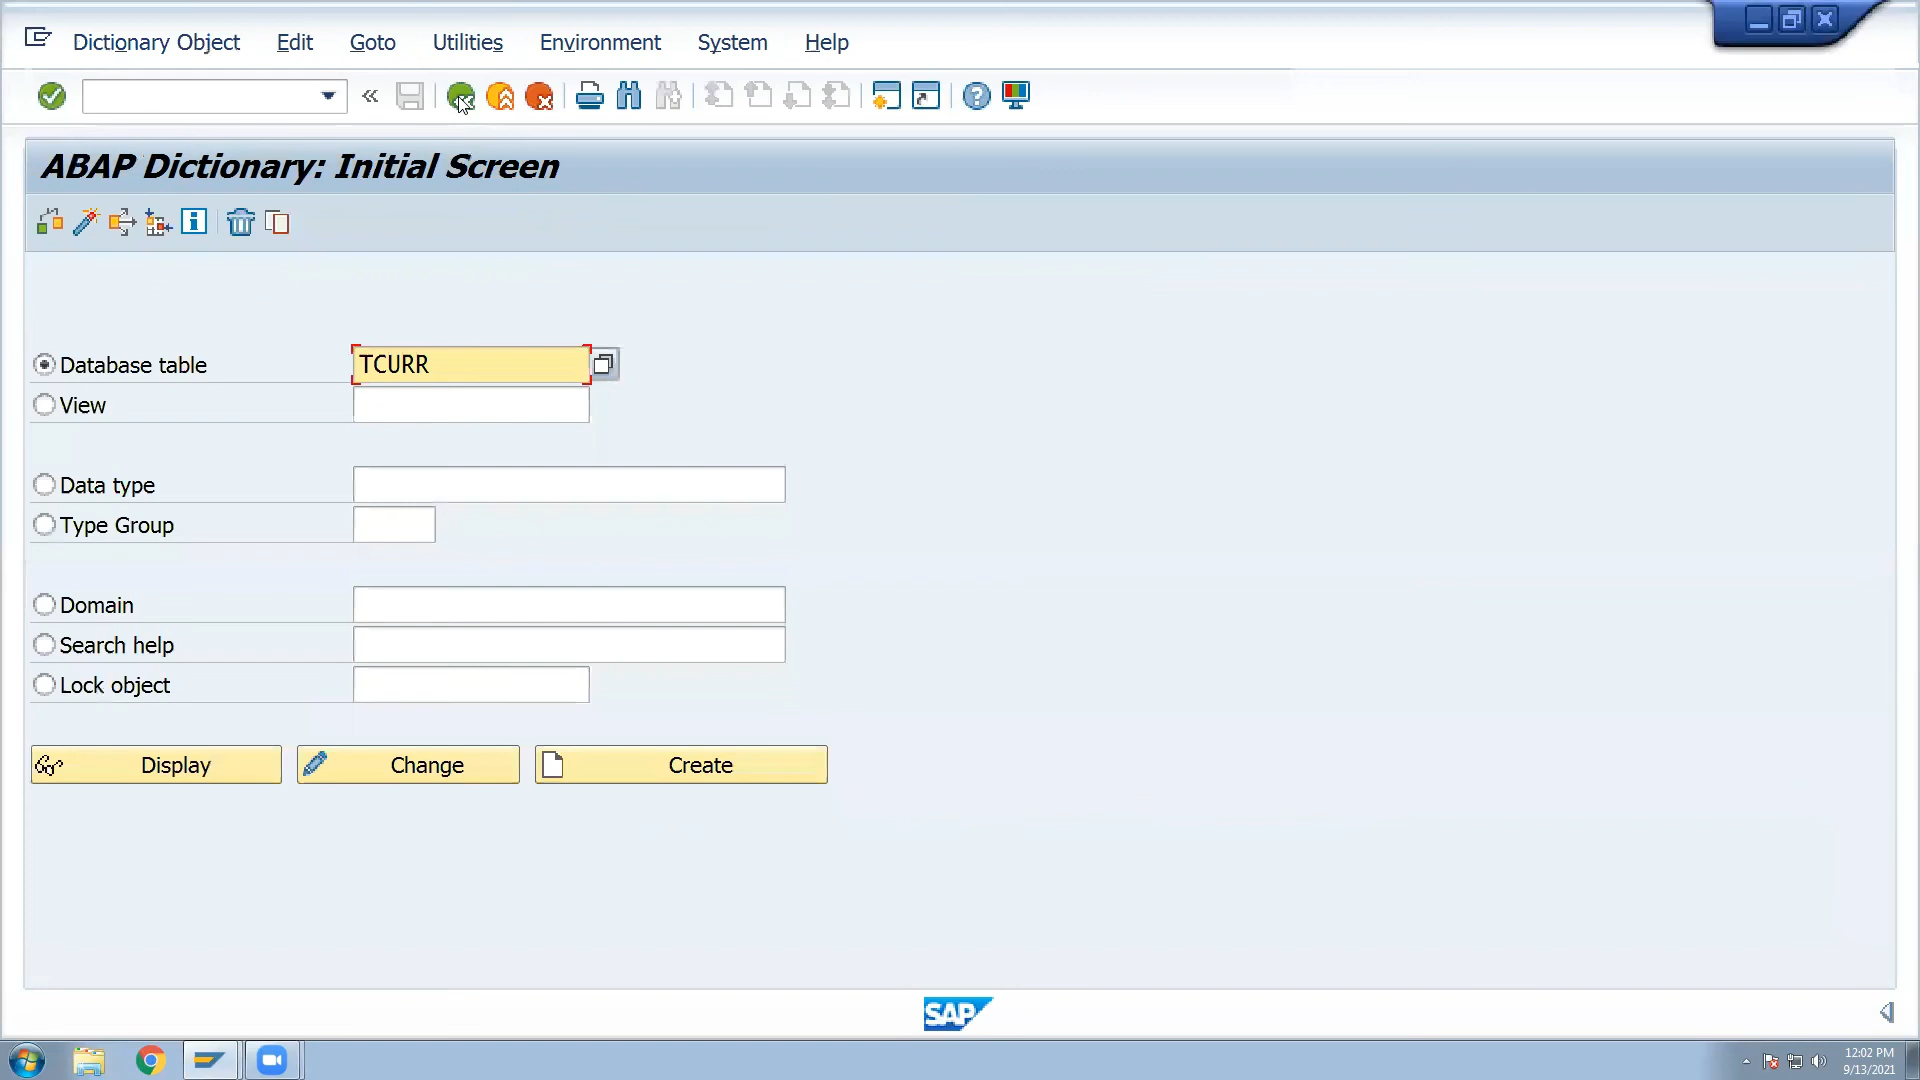 Dictionary Object Edit Goto Utilities Environment System Help
ABAP Dictionary: Initial Screen
Database table TCURR
View
Data type
Type Group
Domain
Search help
Lock object
Display Change Create
SAP
12:02 PM
9/13/2021